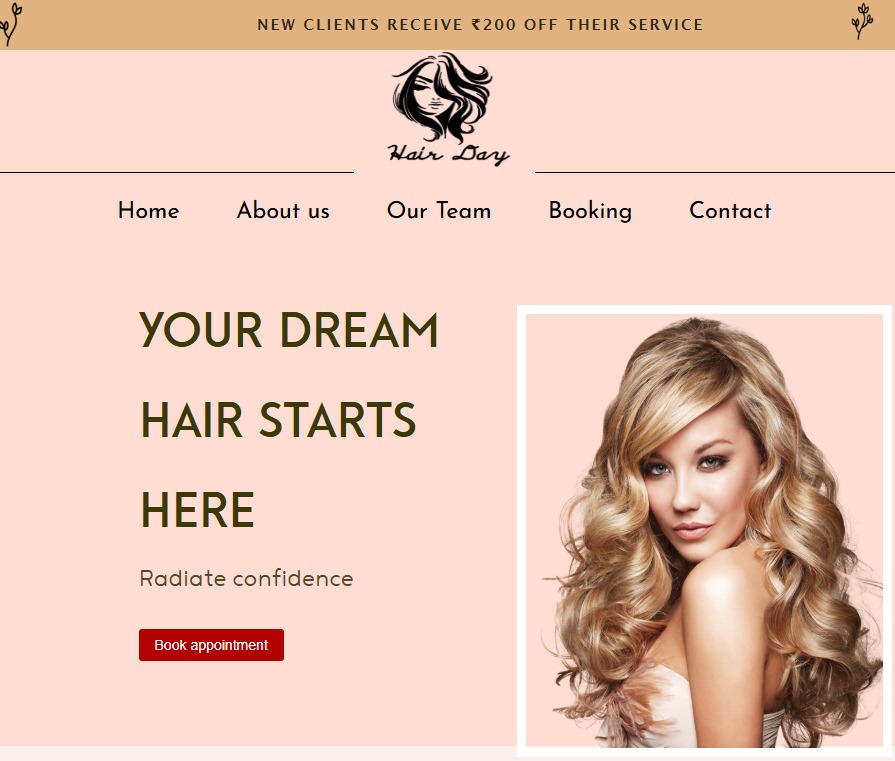 NEW CLIENTS RECEIVE ₹200 OFF THEIR SERVICE
Hair Day
Home About us Our Team Booking Contact
YOUR DREAM
HAIR STARTS
HERE
Radiate confidence
Book appointment